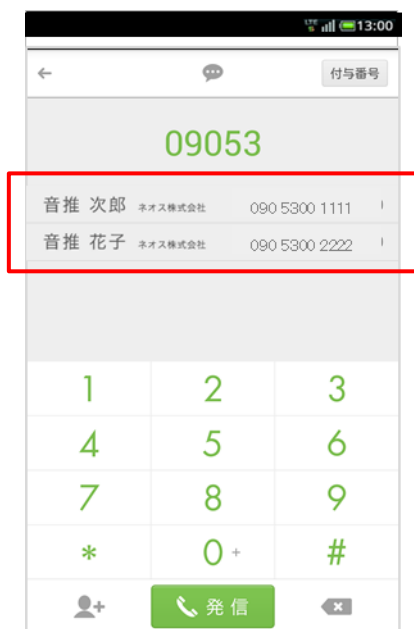 LTE 13:00
付与番号
09053
音推 次郎 ネオス株式会社 090 5300 1111
音推 花子 ネオス株式会社 090 5300 2222
1 2 3
4 5 6
7 8 9
* 0 + #
発信